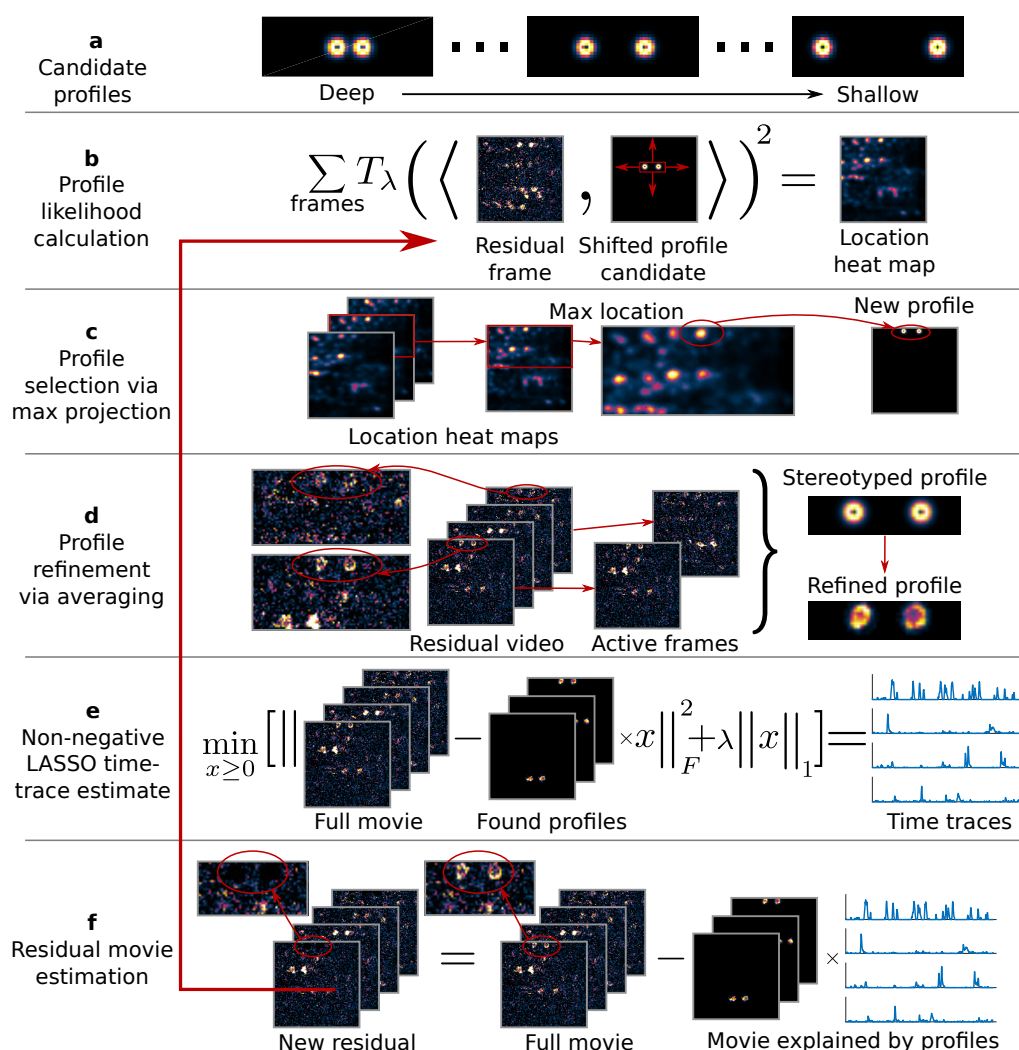 a
Candidate
profiles
Deep
Shallow
b
Profile
likelihood
calculation
∑ T_λ ( ⟨ , ⟩ )² =
frames
Residual
frame
Shifted profile
candidate
Location
heat map
c
Profile
selection via
max projection
Max location
New profile
Location heat maps
d
Profile
refinement
via averaging
Residual video
Active frames
Stereotyped profile
Refined profile
e
Non-negative
LASSO time-
trace estimate
min [ || − ×x ||²_F + λ || x ||_1 ] =
x≥0
Full movie
Found profiles
Time traces
f
Residual movie
estimation
= − ×
New residual
Full movie
Movie explained by profiles